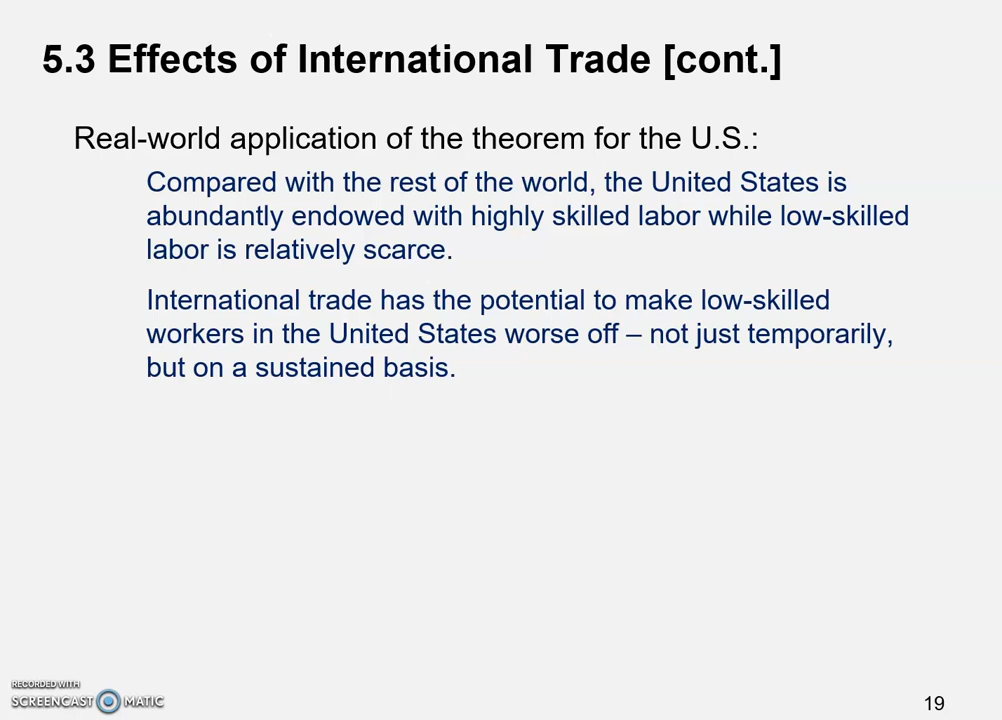 5.3 Effects of International Trade [cont.]
Real-world application of the theorem for the U.S.:
Compared with the rest of the world, the United States is
abundantly endowed with highly skilled labor while low-skilled
labor is relatively scarce.
International trade has the potential to make low-skilled
workers in the United States worse off – not just temporarily,
but on a sustained basis.
RECORDED WITH
SCREENCAST MATIC
19